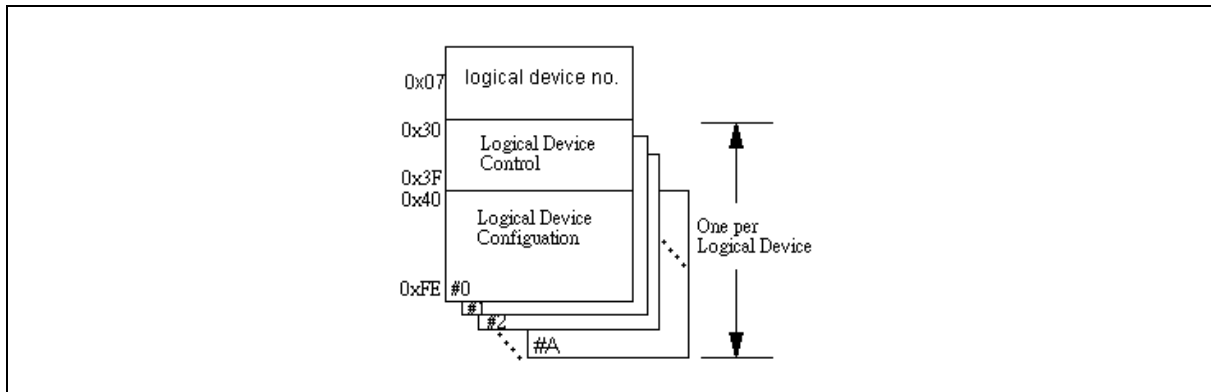 0x07
logical device no.
0x30
Logical Device
Control
0x3F
0x40
Logical Device
Configuation
One per
Logical Device
0xFE
#0
#1
#2
#A